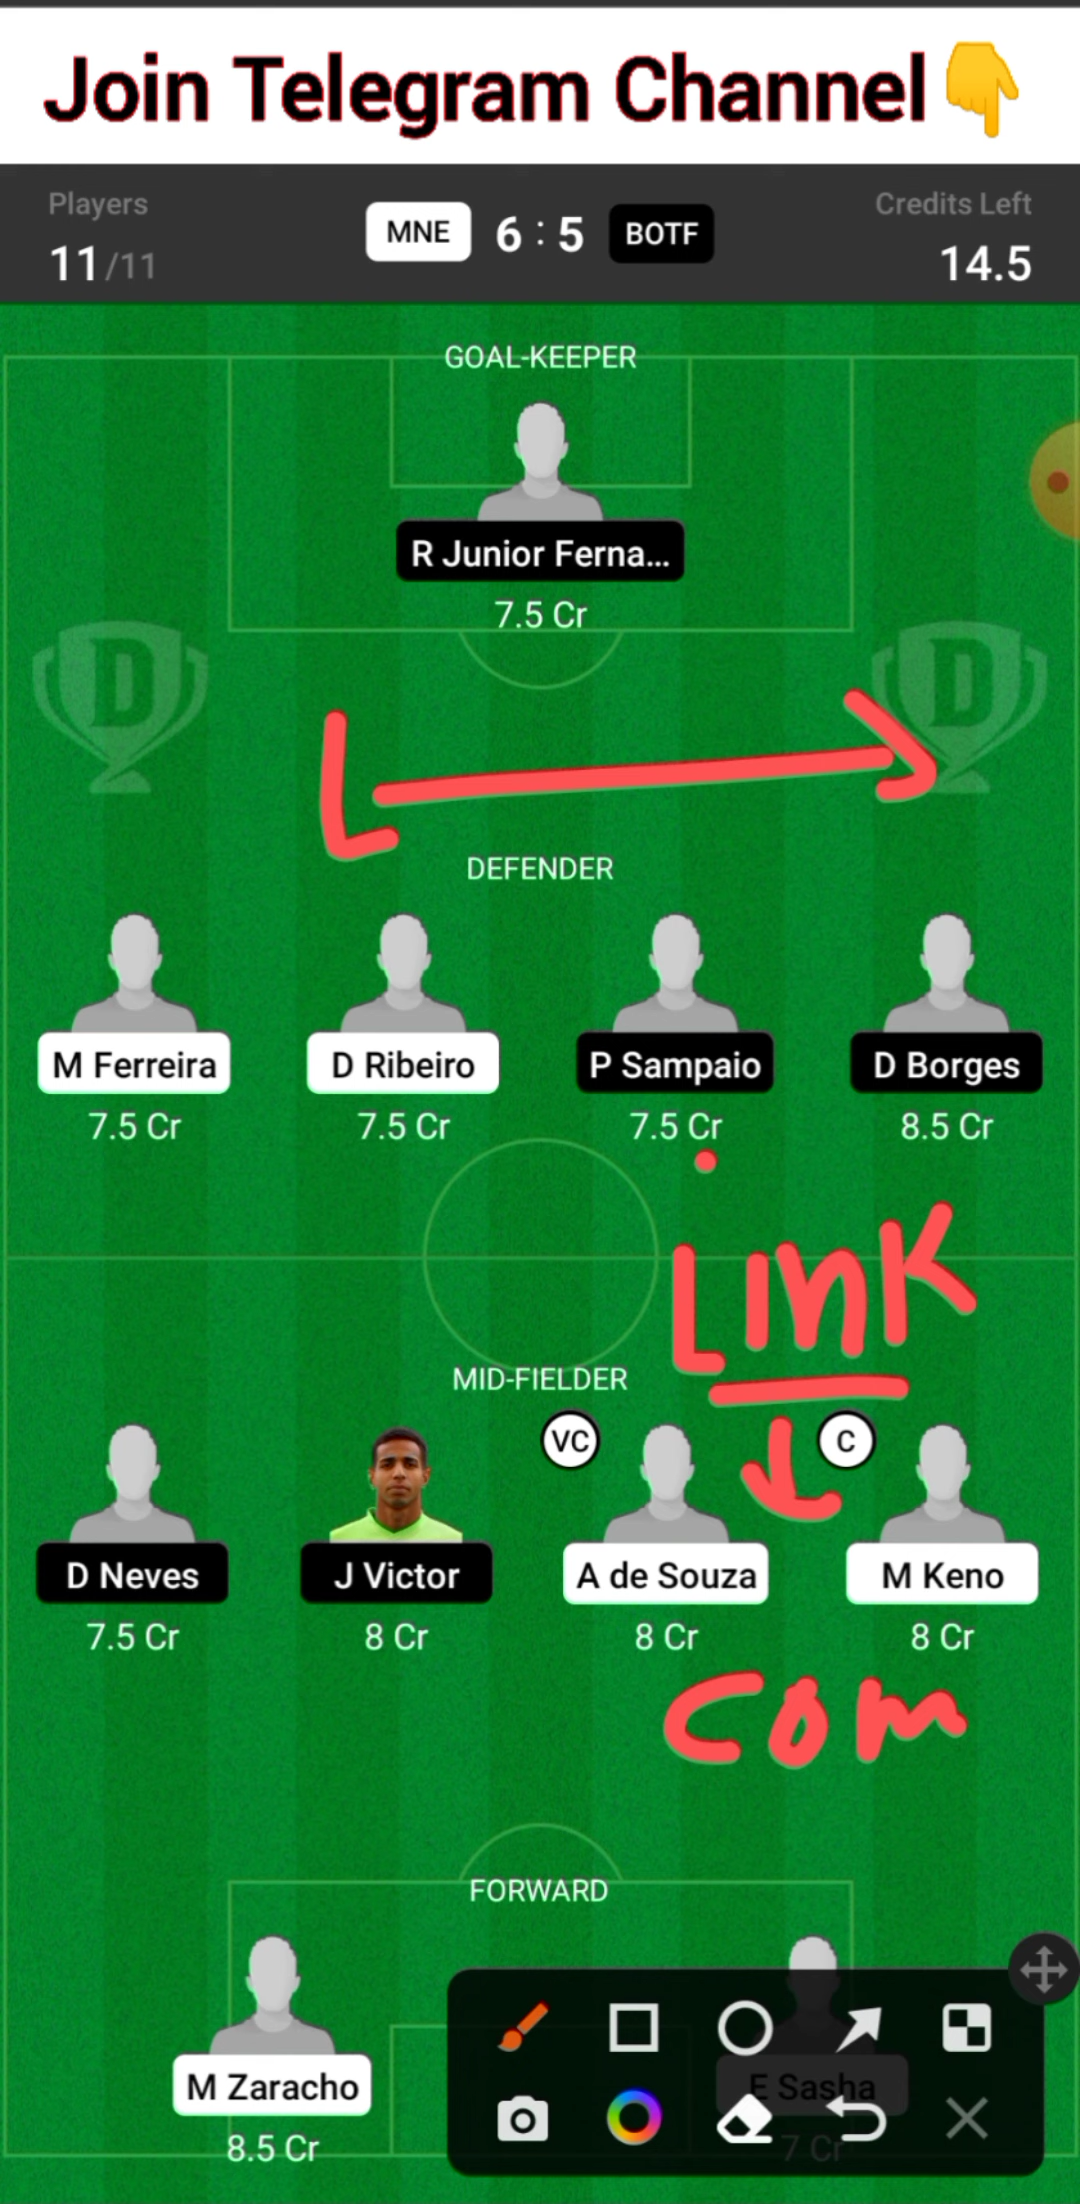 Join Telegram Channel👇
Players MNE 6 : 5 BOTF Credits Left
11/11 14.5
GOAL-KEEPER
R Junior Ferna...
7.5 Cr
D D
DEFENDER
M Ferreira D Ribeiro P Sampaio D Borges
7.5 Cr 7.5 Cr 7.5 Cr 8.5 Cr
Link
MID-FIELDER
VC C
D Neves J Victor A de Souza M Keno
7.5 Cr 8 Cr 8 Cr 8 Cr
com
FORWARD
M Zaracho E Sasha
8.5 Cr 7 Cr